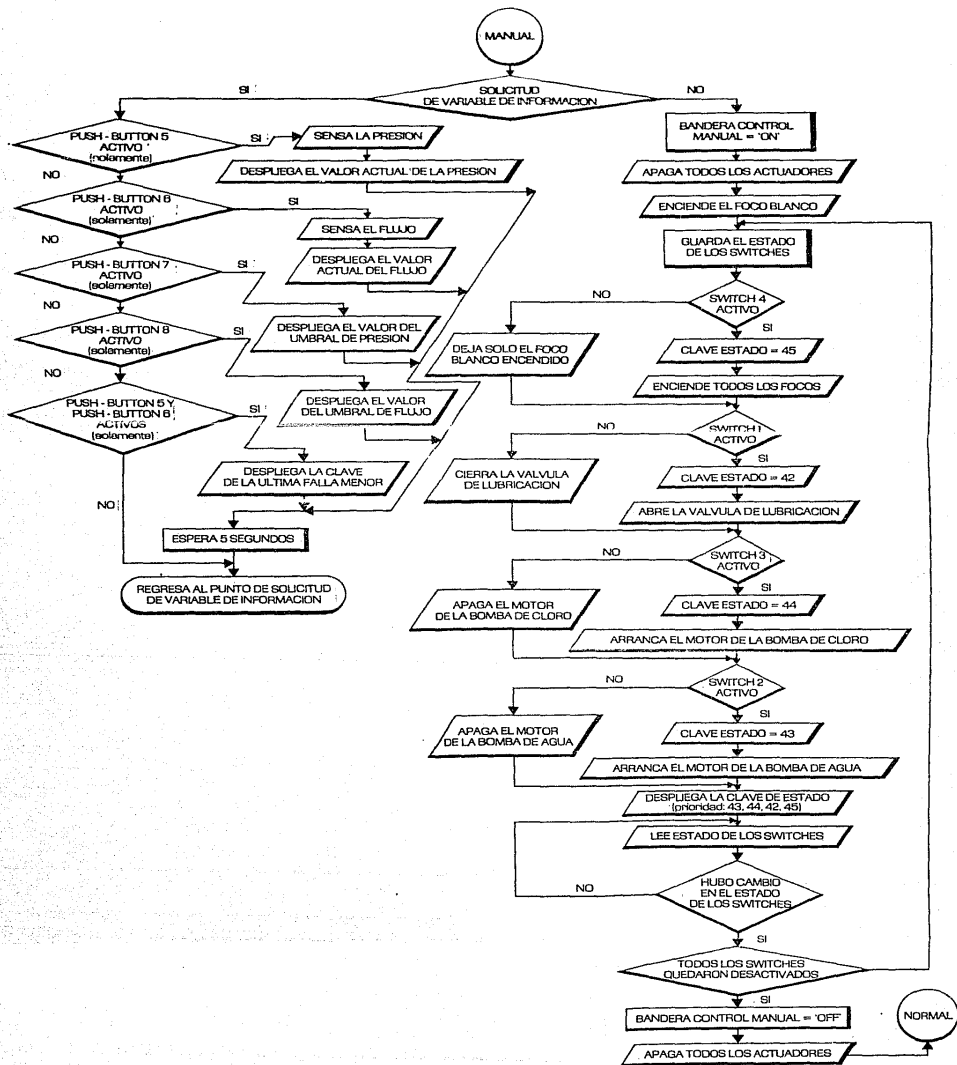 MANUAL
SOLICITUD
DE VARIABLE DE INFORMACION
SI
NO
PUSH - BUTTON 5
ACTIVO
(solamente)
SI
NO
SENSA LA PRESION
DESPLIEGA EL VALOR ACTUAL DE LA PRESION
PUSH - BUTTON 6
ACTIVO
(solamente)
SI
NO
SENSA EL FLUJO
DESPLIEGA EL VALOR
ACTUAL DEL FLUJO
PUSH - BUTTON 7
ACTIVO
(solamente)
SI
NO
DESPLIEGA EL VALOR DEL
UMBRAL DE PRESION
PUSH - BUTTON 8
ACTIVO
(solamente)
SI
NO
DESPLIEGA EL VALOR
DEL UMBRAL DE FLUJO
PUSH - BUTTON 5 Y
PUSH - BUTTON 6
ACTIVOS
(solamente)
SI
NO
DESPLIEGA LA CLAVE
DE LA ULTIMA FALLA MENOR
ESPERA 5 SEGUNDOS
REGRESA AL PUNTO DE SOLICITUD
DE VARIABLE DE INFORMACION
BANDERA CONTROL
MANUAL = 'ON'
APAGA TODOS LOS ACTUADORES
ENCIENDE EL FOCO BLANCO
GUARDA EL ESTADO
DE LOS SWITCHES
SWITCH 4
ACTIVO
NO
SI
DEJA SOLO EL FOCO
BLANCO ENCENDIDO
CLAVE ESTADO = 45
ENCIENDE TODOS LOS FOCOS
SWITCH 1
ACTIVO
NO
SI
CIERRA LA VALVULA
DE LUBRICACION
CLAVE ESTADO = 42
ABRE LA VALVULA DE LUBRICACION
SWITCH 3
ACTIVO
NO
SI
APAGA EL MOTOR
DE LA BOMBA DE CLORO
CLAVE ESTADO = 44
ARRANCA EL MOTOR DE LA BOMBA DE CLORO
SWITCH 2
ACTIVO
NO
SI
APAGA EL MOTOR
DE LA BOMBA DE AGUA
CLAVE ESTADO = 43
ARRANCA EL MOTOR DE LA BOMBA DE AGUA
DESPLIEGA LA CLAVE DE ESTADO
(prioridad: 43, 44, 42, 45)
LEE ESTADO DE LOS SWITCHES
HUBO CAMBIO
EN EL ESTADO
DE LOS SWITCHES
NO
SI
TODOS LOS SWITCHES
QUEDARON DESACTIVADOS
SI
BANDERA CONTROL MANUAL = 'OFF'
APAGA TODOS LOS ACTUADORES
NORMAL